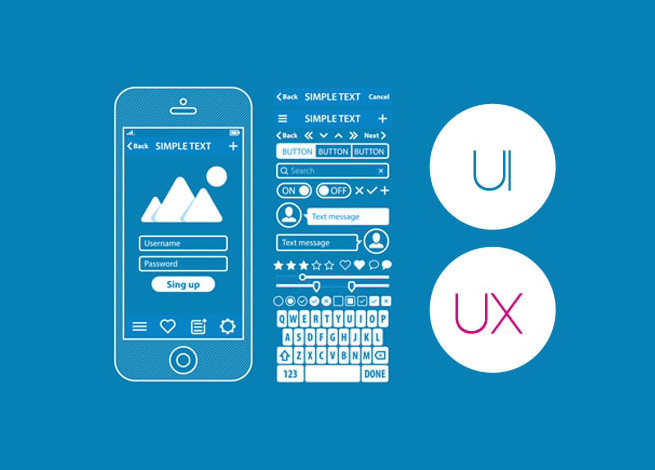 Back SIMPLE TEXT
Username
Password
Sing up
Back SIMPLE TEXT Cancel
SIMPLE TEXT
Back Next
BUTTON BUTTON BUTTON
Search
ON OFF
Text message
Text message
Q W E R T Y U I O P
A S D F G H J K L
Z X C V B N M
123 DONE
UI
UX